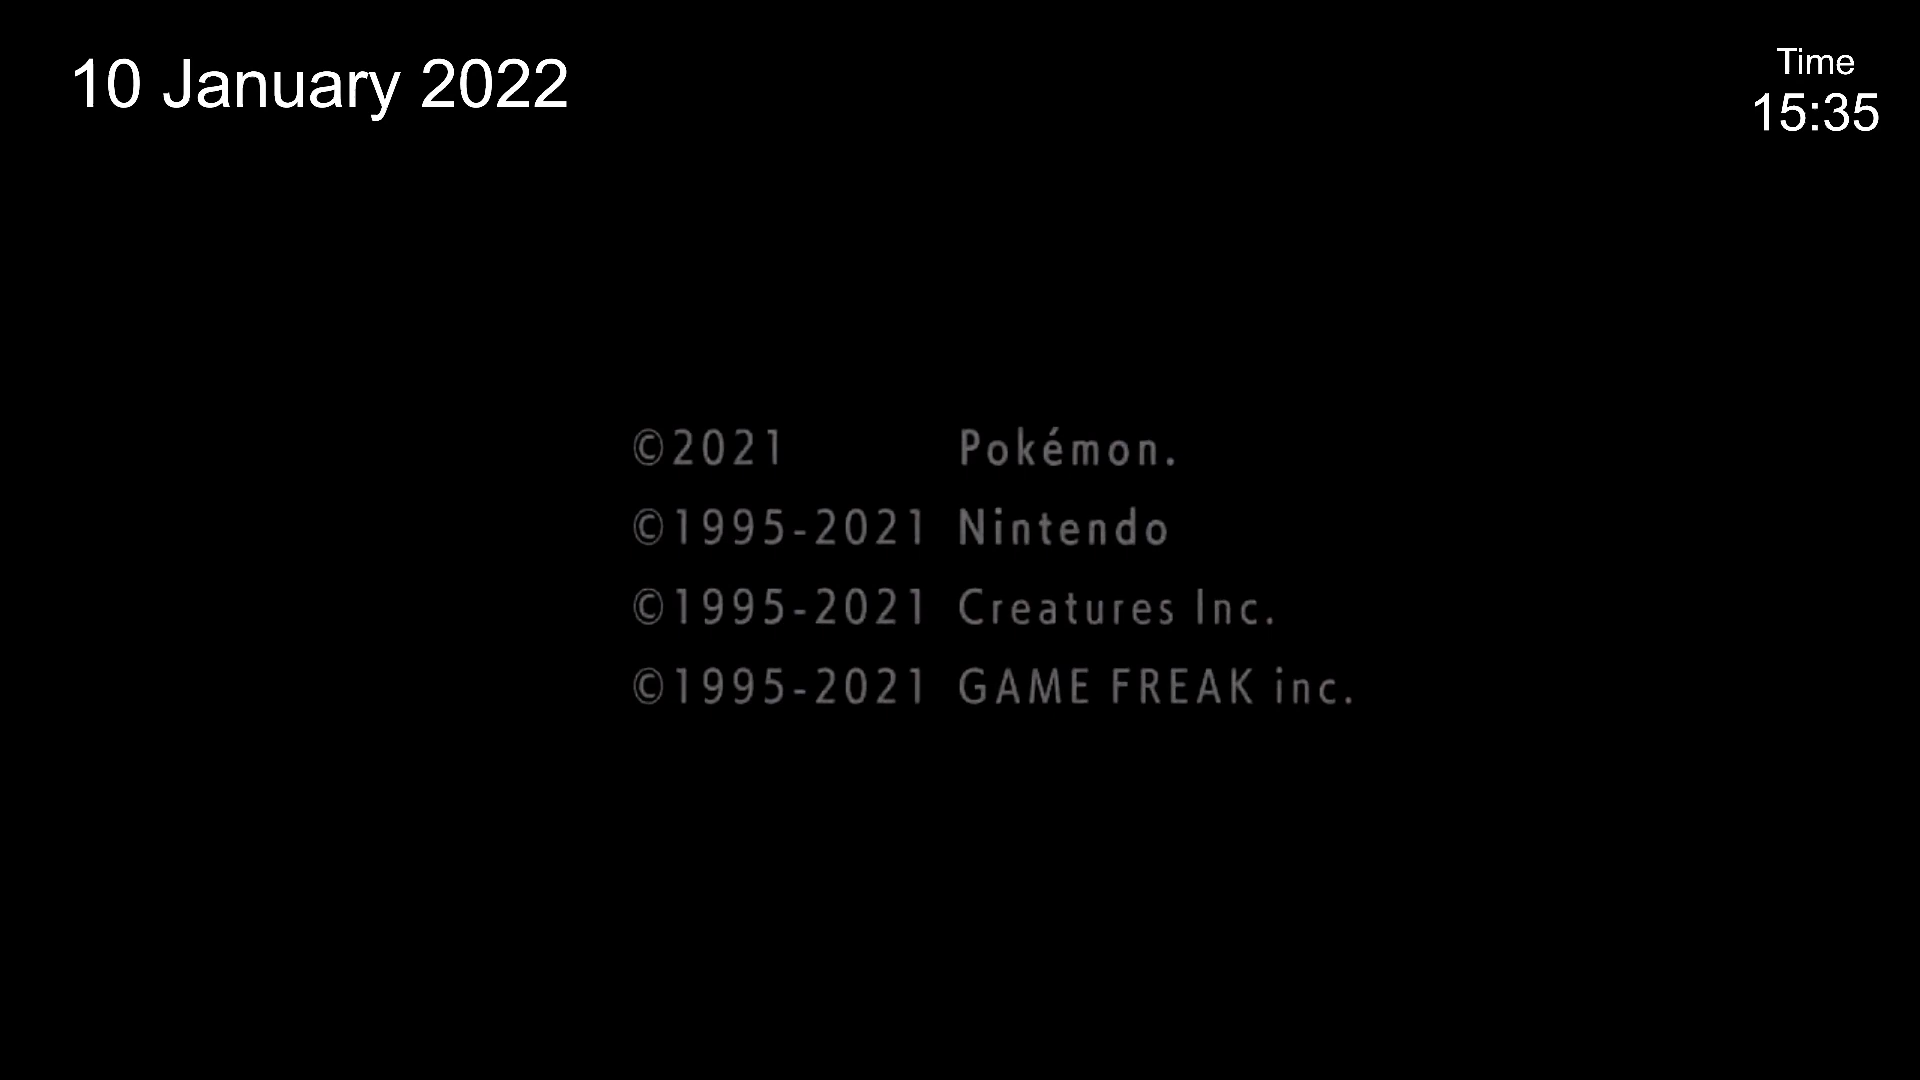 10 January 2022
Time
15:35
©2021 Pokémon.
©1995-2021 Nintendo
©1995-2021 Creatures Inc.
©1995-2021 GAME FREAK inc.